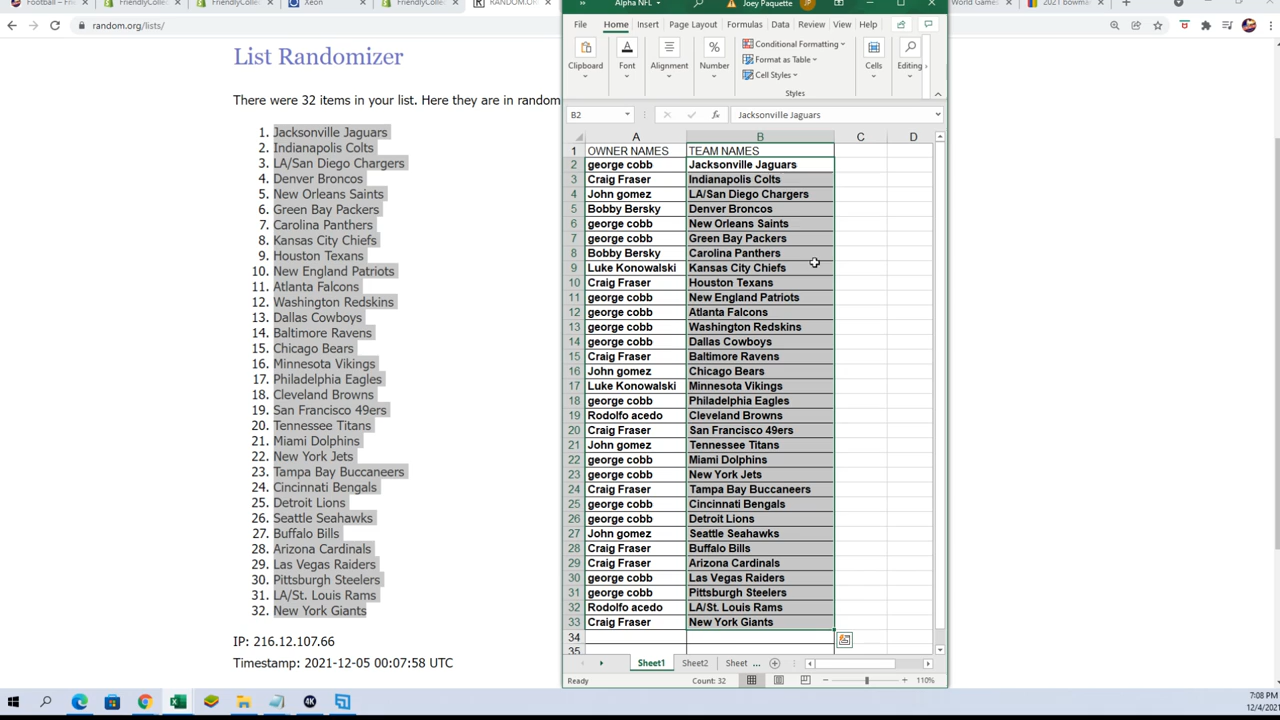 Football – Fri
FriendlyCollec
FriendlyCollec
Xeon
FriendlyCollec
World Game
2021 bowma
random.org/lists/
Alpha NFL
Joey Paquette
File Home Insert Page Layout Formulas Data Review View Help
Clipboard
Font
Alignment
Number
Conditional Formatting
Format as Table
Cell Styles
Styles
Cells
Editing
B2
fx
Jacksonville Jaguars
List Randomizer
There were 32 items in your list. Here they are in random
1. Jacksonville Jaguars
2. Indianapolis Colts
3. LA/San Diego Chargers
4. Denver Broncos
5. New Orleans Saints
6. Green Bay Packers
7. Carolina Panthers
8. Kansas City Chiefs
9. Houston Texans
10. New England Patriots
11. Atlanta Falcons
12. Washington Redskins
13. Dallas Cowboys
14. Baltimore Ravens
15. Chicago Bears
16. Minnesota Vikings
17. Philadelphia Eagles
18. Cleveland Browns
19. San Francisco 49ers
20. Tennessee Titans
21. Miami Dolphins
22. New York Jets
23. Tampa Bay Buccaneers
24. Cincinnati Bengals
25. Detroit Lions
26. Seattle Seahawks
27. Buffalo Bills
28. Arizona Cardinals
29. Las Vegas Raiders
30. Pittsburgh Steelers
31. LA/St. Louis Rams
32. New York Giants
IP: 216.12.107.66
Timestamp: 2021-12-05 00:07:58 UTC
A B C D
1 OWNER NAMES TEAM NAMES
2 george cobb Jacksonville Jaguars
3 Craig Fraser Indianapolis Colts
4 John gomez LA/San Diego Chargers
5 Bobby Bersky Denver Broncos
6 george cobb New Orleans Saints
7 george cobb Green Bay Packers
8 Bobby Bersky Carolina Panthers
9 Luke Konowalski Kansas City Chiefs
10 Craig Fraser Houston Texans
11 george cobb New England Patriots
12 george cobb Atlanta Falcons
13 george cobb Washington Redskins
14 george cobb Dallas Cowboys
15 Craig Fraser Baltimore Ravens
16 John gomez Chicago Bears
17 Luke Konowalski Minnesota Vikings
18 george cobb Philadelphia Eagles
19 Rodolfo acedo Cleveland Browns
20 Craig Fraser San Francisco 49ers
21 John gomez Tennessee Titans
22 george cobb Miami Dolphins
23 george cobb New York Jets
24 Craig Fraser Tampa Bay Buccaneers
25 george cobb Cincinnati Bengals
26 george cobb Detroit Lions
27 John gomez Seattle Seahawks
28 Craig Fraser Buffalo Bills
29 Craig Fraser Arizona Cardinals
30 george cobb Las Vegas Raiders
31 george cobb Pittsburgh Steelers
32 Rodolfo acedo LA/St. Louis Rams
33 Craig Fraser New York Giants
34
35
Sheet1 Sheet2 Sheet ...
Ready Count: 32 110%
7:08 PM
12/4/2021